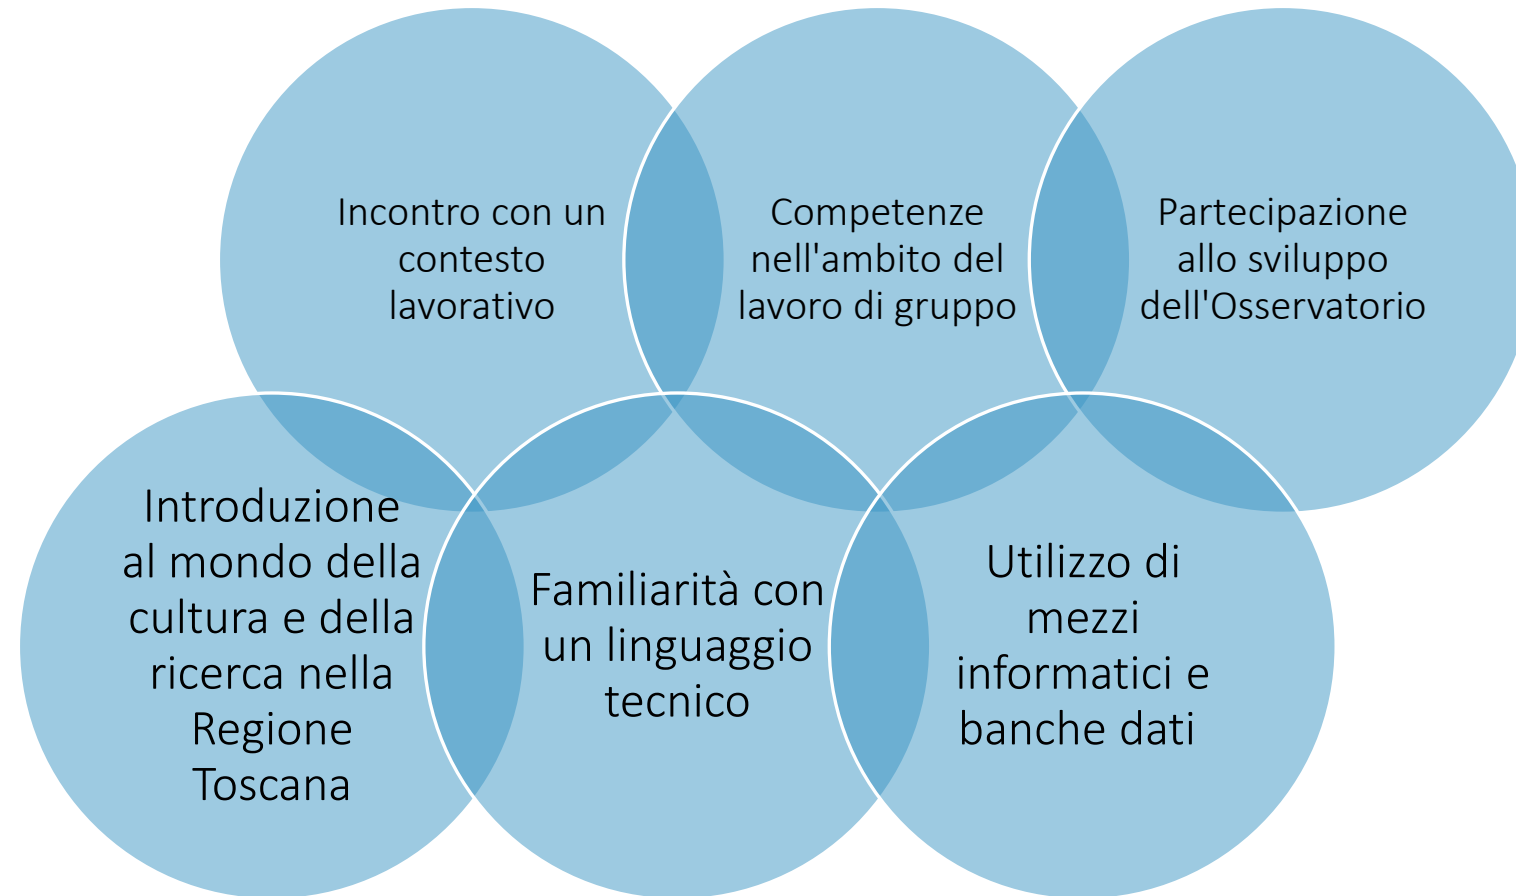 Incontro con un
contesto
lavorativo
Competenze
nell'ambito del
lavoro di gruppo
Partecipazione
allo sviluppo
dell'Osservatorio
Introduzione
al mondo della
cultura e della
ricerca nella
Regione
Toscana
Familiarità con
un linguaggio
tecnico
Utilizzo di
mezzi
informatici e
banche dati